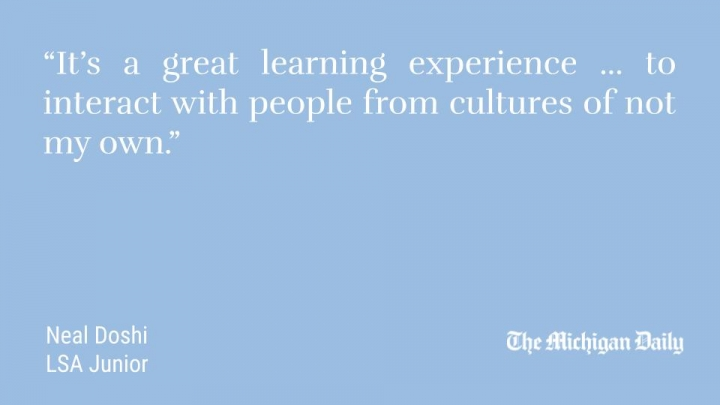 “It’s a great learning experience ... to
interact with people from cultures of not
my own.”
Neal Doshi
LSA Junior
The Michigan Daily